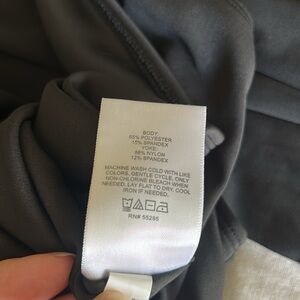 BODY:
85% POLYESTER
15% SPANDEX
YOKE:
88% NYLON
12% SPANDEX
MACHINE WASH COLD WITH LIKE
COLORS, GENTLE CYCLE. ONLY
NON-CHLORINE BLEACH WHEN
NEEDED. LAY FLAT TO DRY. COOL
IRON IF NEEDED.
RN# 55285